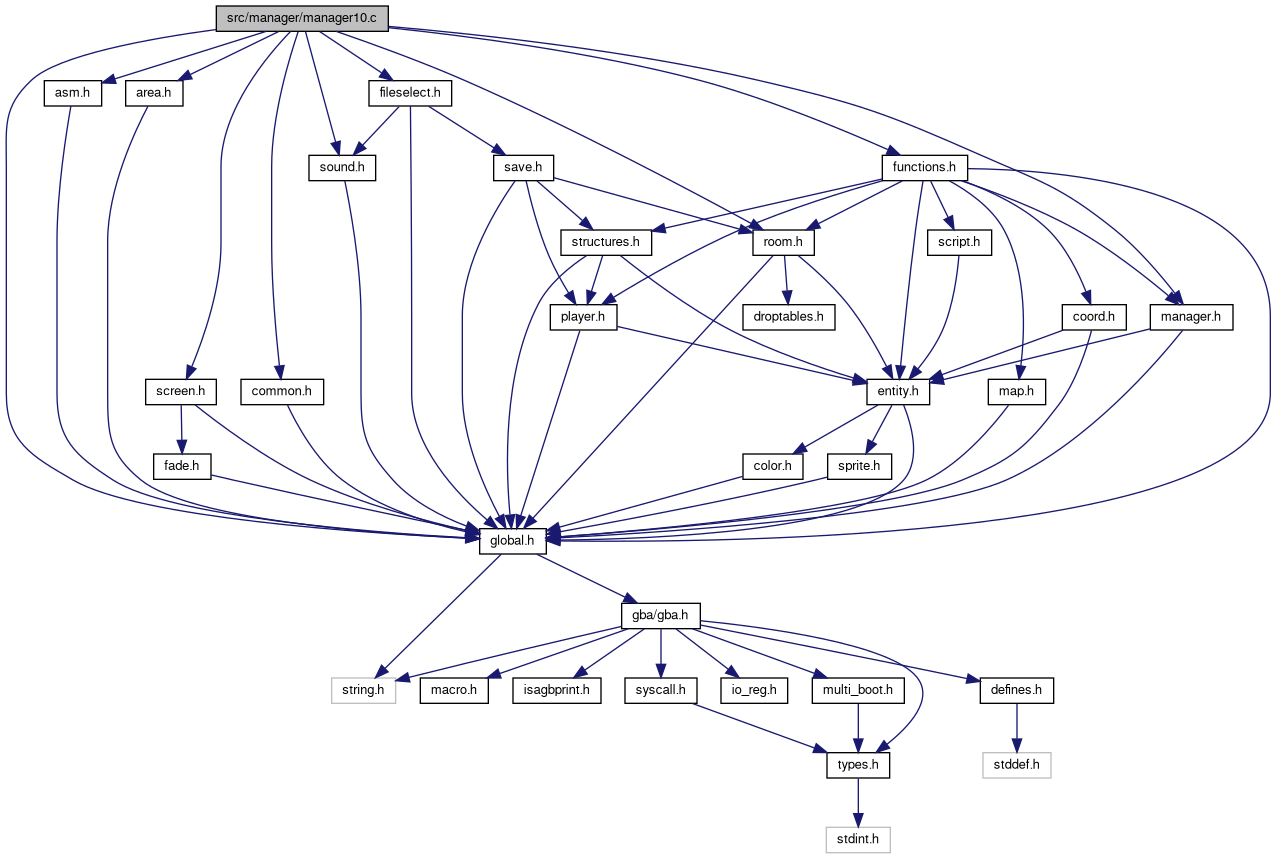 src/manager/manager10.c
asm.h
area.h
fileselect.h
sound.h
save.h
functions.h
structures.h
room.h
script.h
player.h
droptables.h
coord.h
manager.h
screen.h
common.h
entity.h
map.h
fade.h
color.h
sprite.h
global.h
gba/gba.h
string.h
macro.h
isagbprint.h
syscall.h
io_reg.h
multi_boot.h
defines.h
types.h
stddef.h
stdint.h